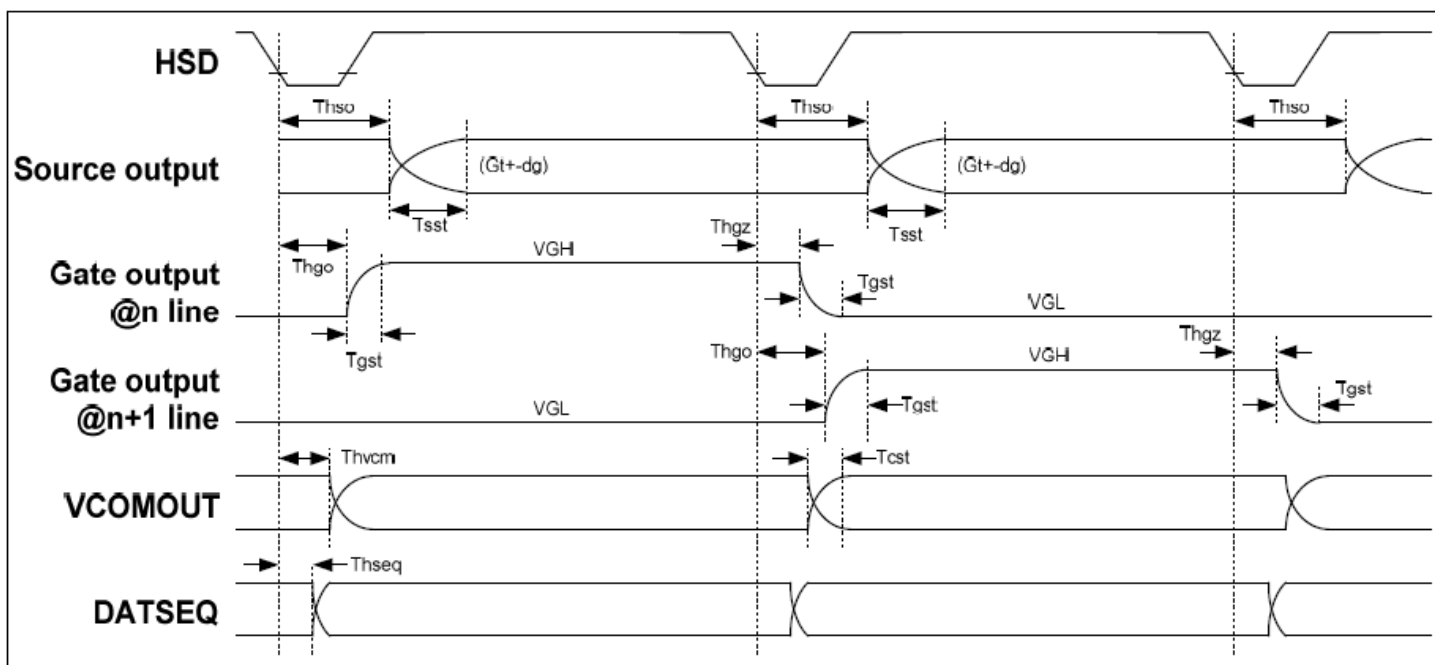 HSD
Thso Thso Thso
Source output
(Gt+-dg) (Gt+-dg)
Tsst Tsst
Thgz
Thgo VGH
Gate output
@n line
Tgst VGL
Tgst
Thgo VGH Thgz
Gate output
@n+1 line
VGL Tgst Tgst
Thvcm Tcst
VCOMOUT
Thseq
DATSEQ